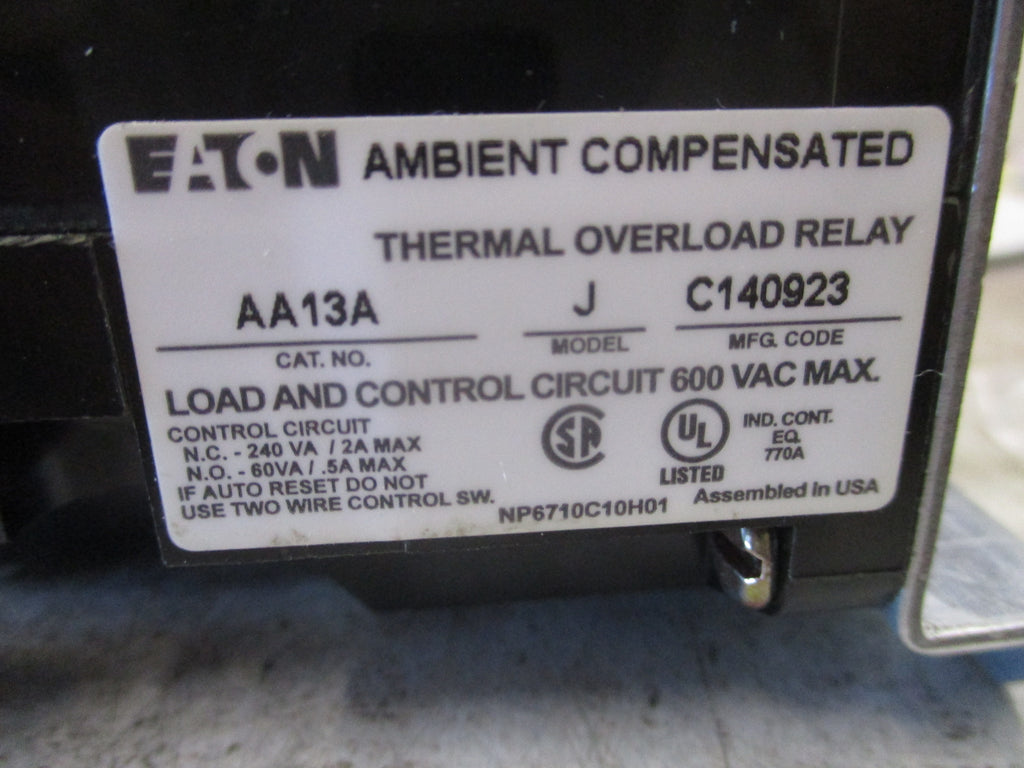 EATON AMBIENT COMPENSATED
THERMAL OVERLOAD RELAY
AA13A J C140923
CAT. NO. MODEL MFG. CODE
LOAD AND CONTROL CIRCUIT 600 VAC MAX.
CONTROL CIRCUIT
N.C. - 240 VA / 2A MAX
N.O. - 60VA / .5A MAX
IF AUTO RESET DO NOT
USE TWO WIRE CONTROL SW.
SA
UL
LISTED
IND. CONT.
EQ.
770A
NP6710C10H01
Assembled in USA